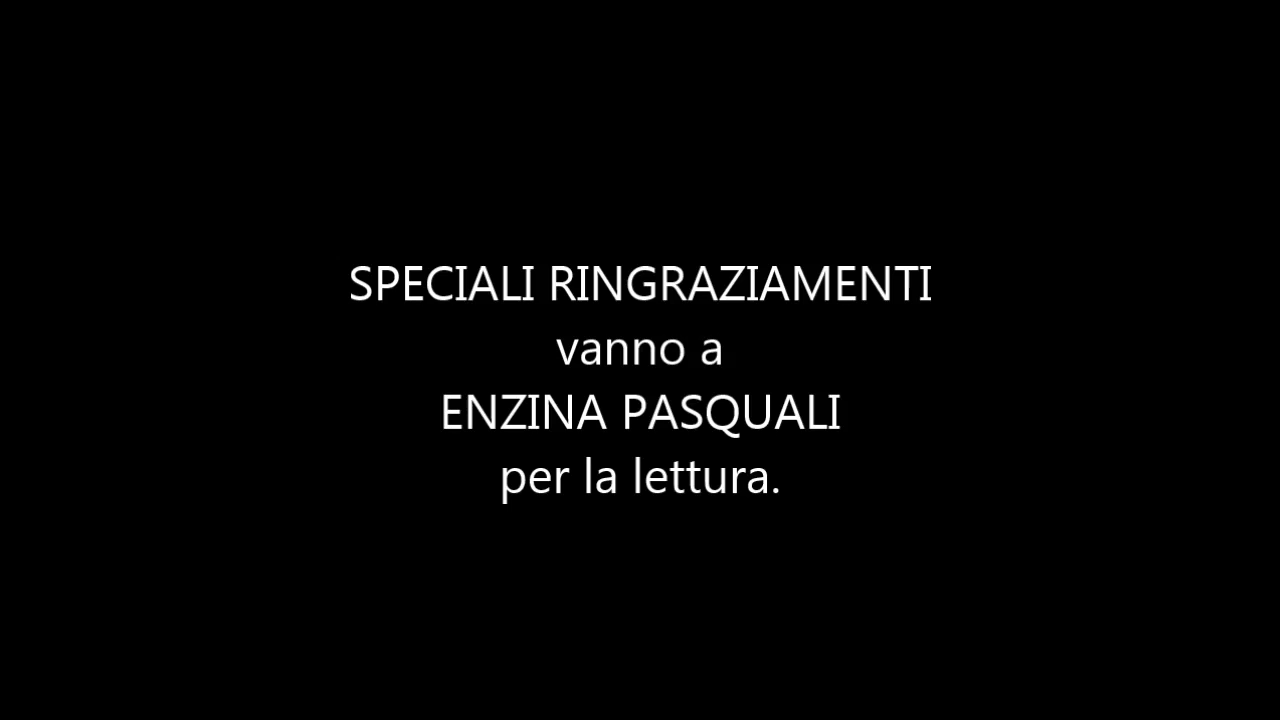 SPECIALI RINGRAZIAMENTI
vanno a
ENZINA PASQUALI
per la lettura.